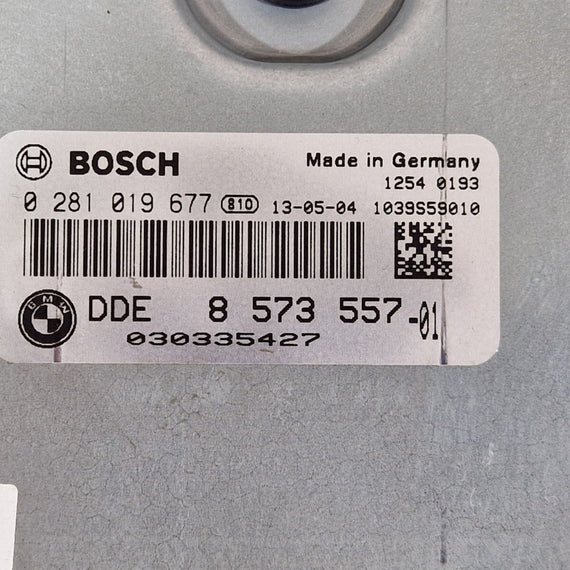 BOSCH Made in Germany
1254 0193
0 281 019 677 810 13-05-04 1039S59010
BMW DDE 8 573 557-01
030335427